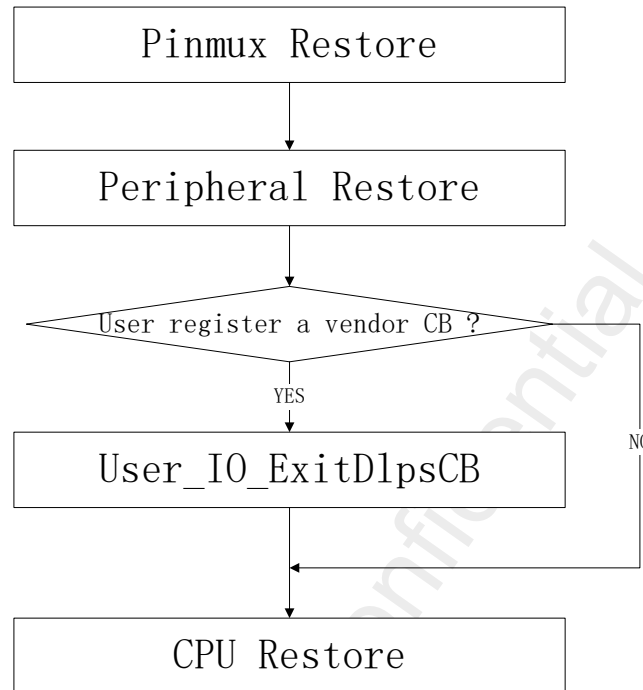 Pinmux Restore
Peripheral Restore
User register a vendor CB ?
YES
User_IO_ExitDlpsCB
CPU Restore